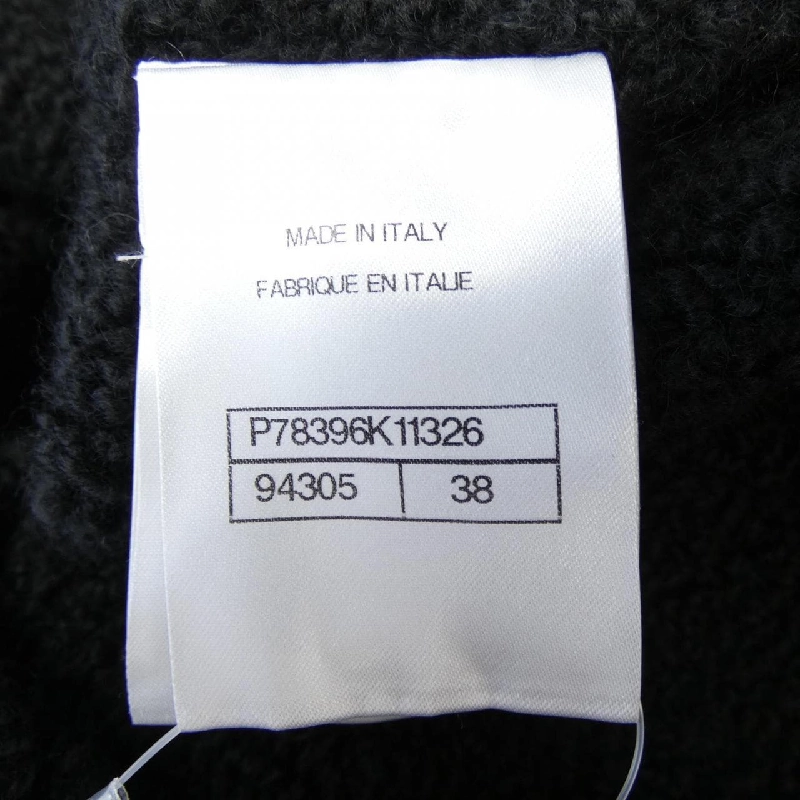 MADE IN ITALY
FABRIQUE EN ITALIE
P78396K11326
94305 38